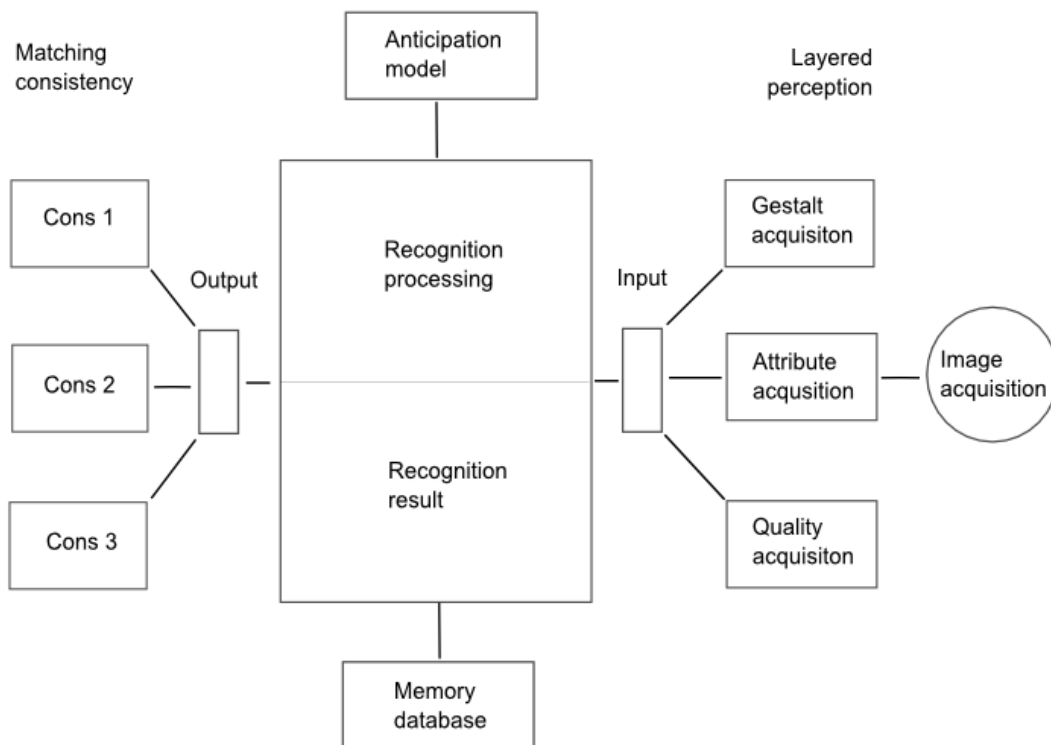 Matching
consistency
Anticipation
model
Layered
perception
Cons 1
Output
Recognition
processing
Input
Gestalt
acquisiton
Cons 2
Attribute
acqusition
Image
acquisition
Cons 3
Recognition
result
Quality
acquisiton
Memory
database